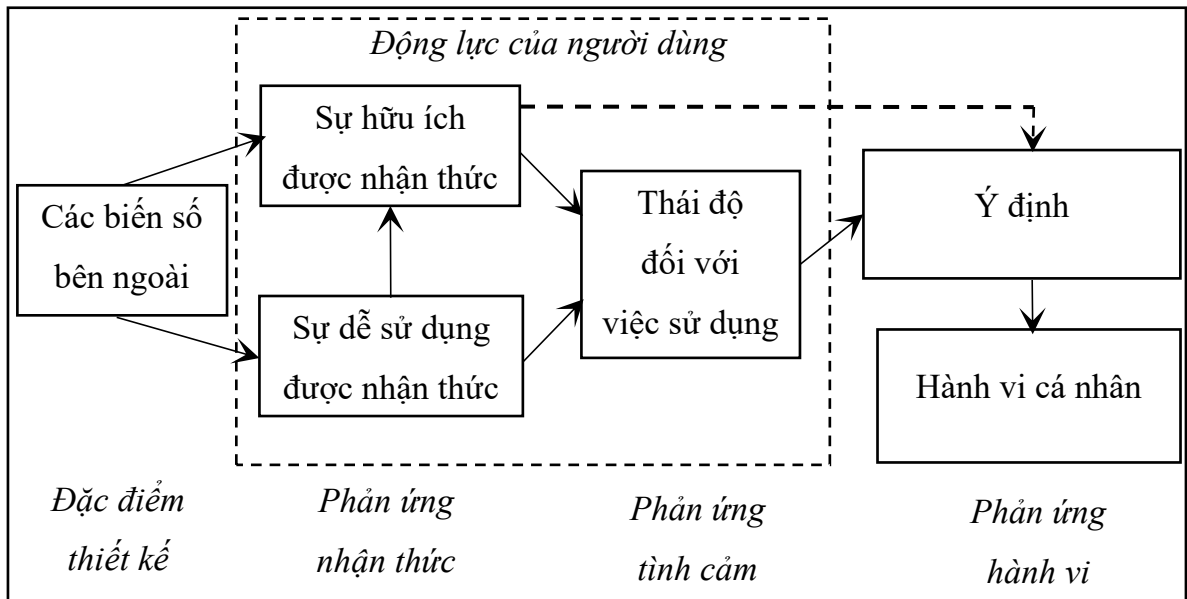 Động lực của người dùng
Sự hữu ích
được nhận thức
Các biến số
bên ngoài
Sự dễ sử dụng
được nhận thức
Thái độ
đối với
việc sử dụng
Ý định
Hành vi cá nhân
Đặc điểm
thiết kế
Phản ứng
nhận thức
Phản ứng
tình cảm
Phản ứng
hành vi